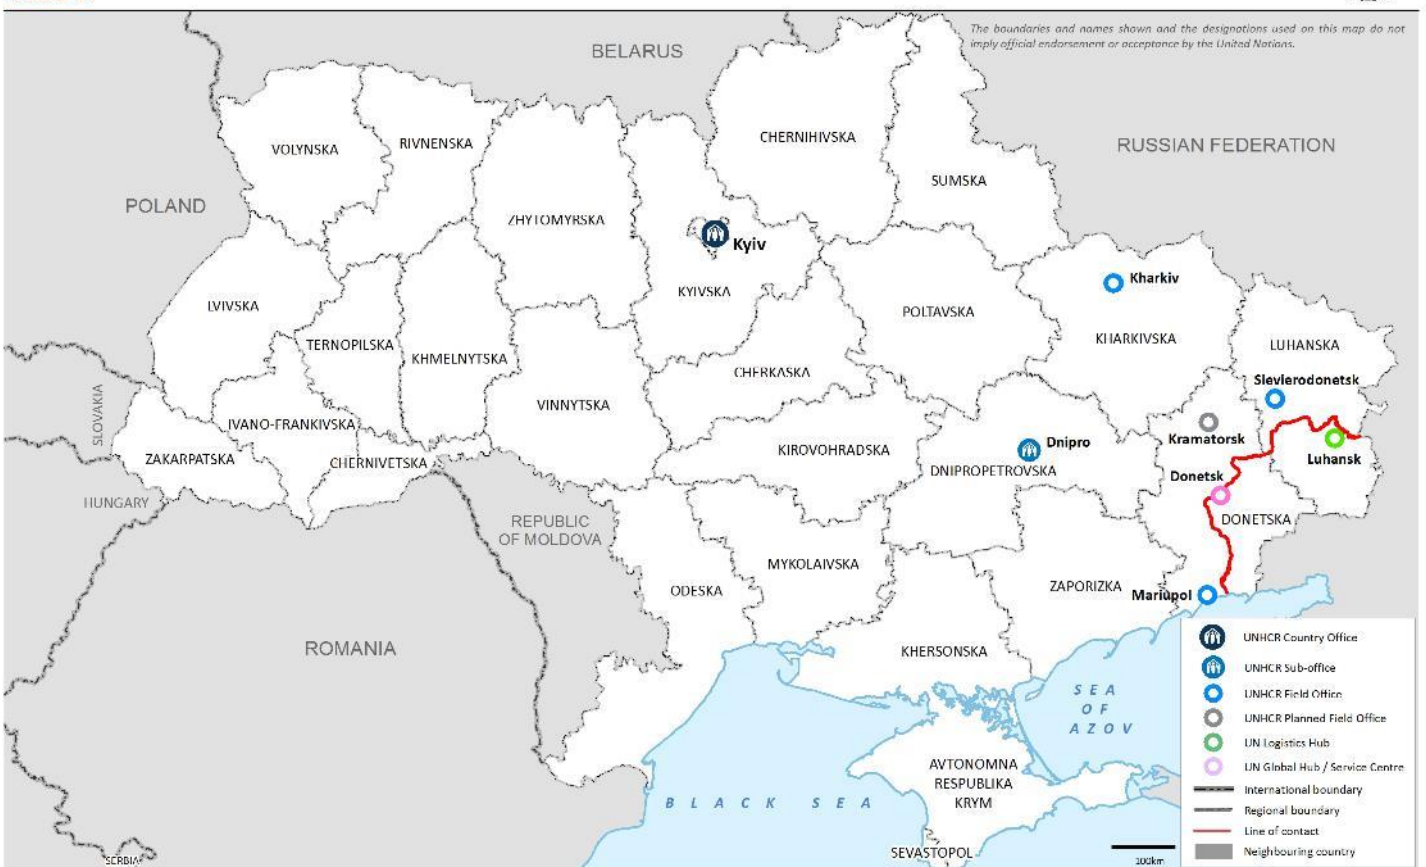 The boundaries and names shown and the designations used on this map do not
imply official endorsement or acceptance by the United Nations.
BELARUS
RUSSIAN FEDERATION
POLAND
VOLYNSKA
RIVNENSKA
CHERNIHIVSKA
SUMSKA
ZHYTOMYRSKA
Kyiv
KYIVSKA
Kharkiv
LVIVSKA
POLTAVSKA
KHARKIVSKA
LUHANSKA
TERNOPILSKA
KHMELNYTSKA
CHERKASKA
Sievierodonetsk
VINNYTSKA
SLOVAKIA
IVANO-FRANKIVSKA
Kramatorsk
Dnipro
KIROVOHRADSKA
Luhansk
ZAKARPATSKA
CHERNIVETSKA
DNIPROPETROVSKA
Donetsk
HUNGARY
REPUBLIC
OF MOLDOVA
DONETSKA
MYKOLAIVSKA
ODESKA
ZAPORIZKA
Mariupol
ROMANIA
KHERSONSKA
SEA
OF
AZOV
AVTONOMNA
RESPUBLIKA
KRYM
BLACK SEA
SEVASTOPOL
SERBIA
100km
UNHCR Country Office
UNHCR Sub-office
UNHCR Field Office
UNHCR Planned Field Office
UN Logistics Hub
UN Global Hub / Service Centre
International boundary
Regional boundary
Line of contact
Neighbouring country